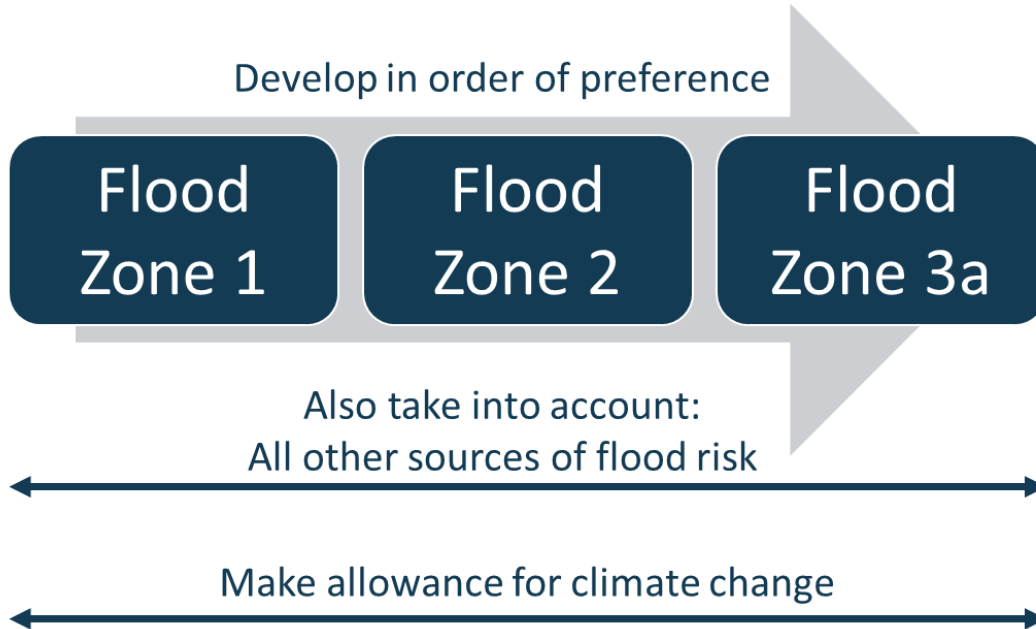 Develop in order of preference
Flood
Zone 1
Flood
Zone 2
Flood
Zone 3a
Also take into account:
All other sources of flood risk
Make allowance for climate change